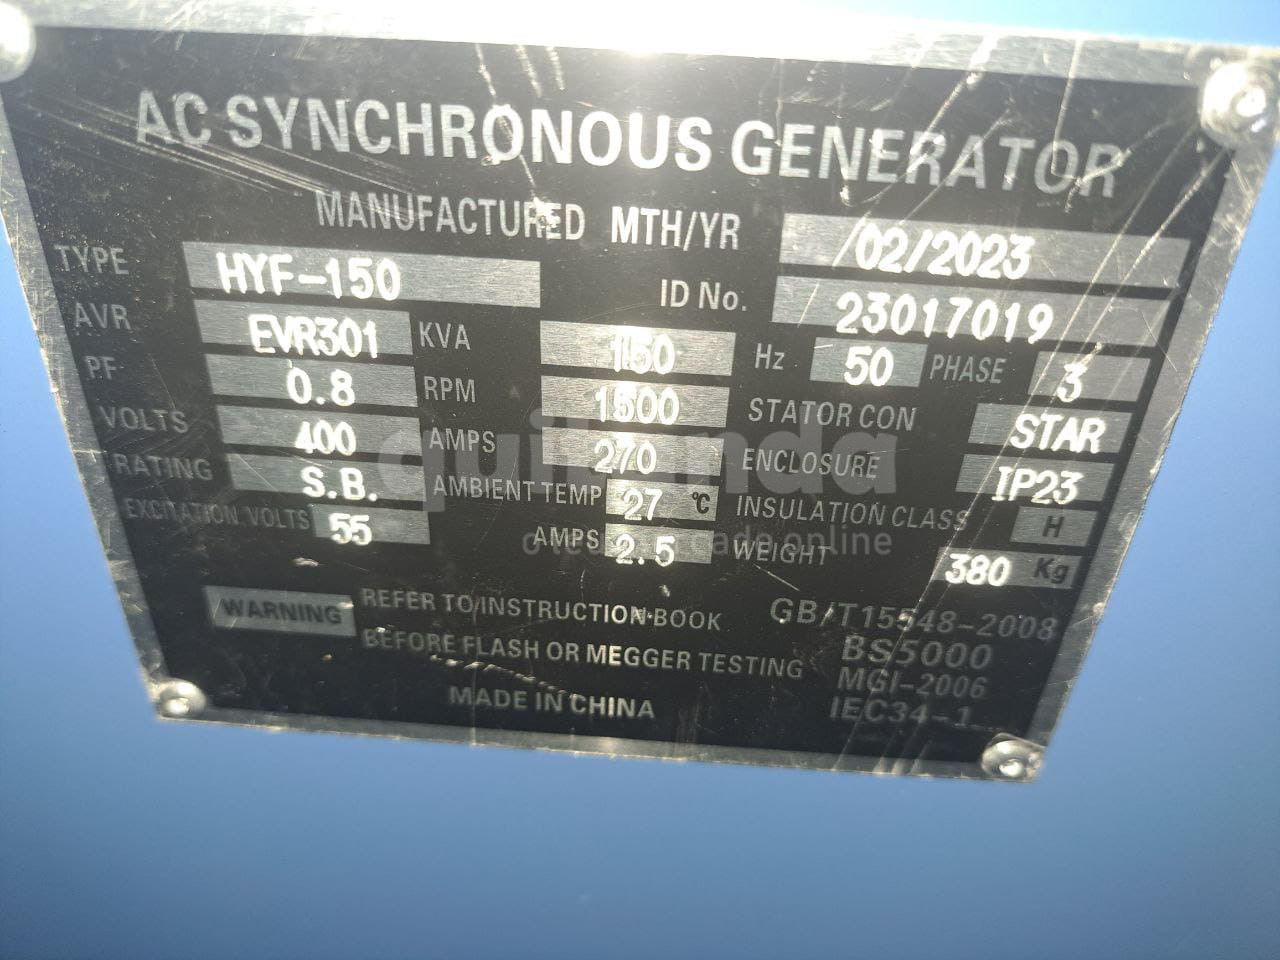 AC SYNCHRONOUS GENERATOR
MANUFACTURED MTH/YR /02/2023
TYPE HYF-150 ID No. 23017019
AVR EVR301 KVA 150 Hz 50 PHASE 3
PF 0.8 RPM 1500 STATOR CON STAR
VOLTS 400 AMPS 270 ENCLOSURE IP23
RATING S.B. AMBIENT TEMP 27 °C INSULATION CLASS H
EXCITATION VOLTS 55 AMPS 2.5 WEIGHT 380 Kg
WARNING REFER TO INSTRUCTION BOOK GB/T15548-2008
BEFORE FLASH OR MEGGER TESTING BS5000
MGI-2006
MADE IN CHINA IEC34-1
online